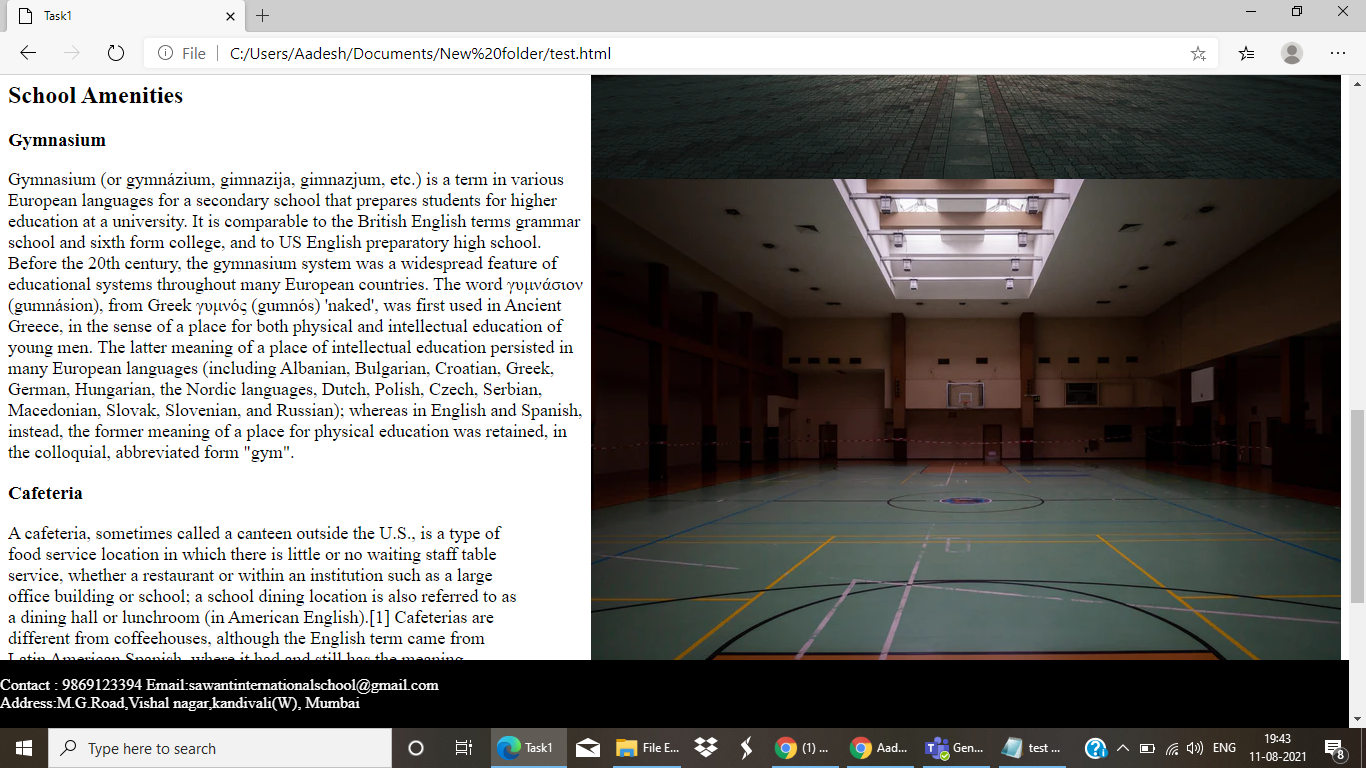 Task1
File
C:/Users/Aadesh/Documents/New%20folder/test.html
School Amenities
Gymnasium
Gymnasium (or gymnázium, gimnazija, gimnazjum, etc.) is a term in various
European languages for a secondary school that prepares students for higher
education at a university. It is comparable to the British English terms grammar
school and sixth form college, and to US English preparatory high school.
Before the 20th century, the gymnasium system was a widespread feature of
educational systems throughout many European countries. The word γυμνάσιον
(gumnásion), from Greek γυμνός (gumnós) 'naked', was first used in Ancient
Greece, in the sense of a place for both physical and intellectual education of
young men. The latter meaning of a place of intellectual education persisted in
many European languages (including Albanian, Bulgarian, Croatian, Greek,
German, Hungarian, the Nordic languages, Dutch, Polish, Czech, Serbian,
Macedonian, Slovak, Slovenian, and Russian); whereas in English and Spanish,
instead, the former meaning of a place for physical education was retained, in
the colloquial, abbreviated form "gym".
Cafeteria
A cafeteria, sometimes called a canteen outside the U.S., is a type of
food service location in which there is little or no waiting staff table
service, whether a restaurant or within an institution such as a large
office building or school; a school dining location is also referred to as
a dining hall or lunchroom (in American English).[1] Cafeterias are
different from coffeehouses, although the English term came from
Latin American Spanish, where it had and still has the meaning
Contact : 9869123394 Email:sawantinternationalschool@gmail.com
Address:M.G.Road,Vishal nagar,kandivali(W), Mumbai
Type here to search
Task1
File E...
(1) ...
Aad...
Gen...
test ...
ENG
19:43
11-08-2021
8